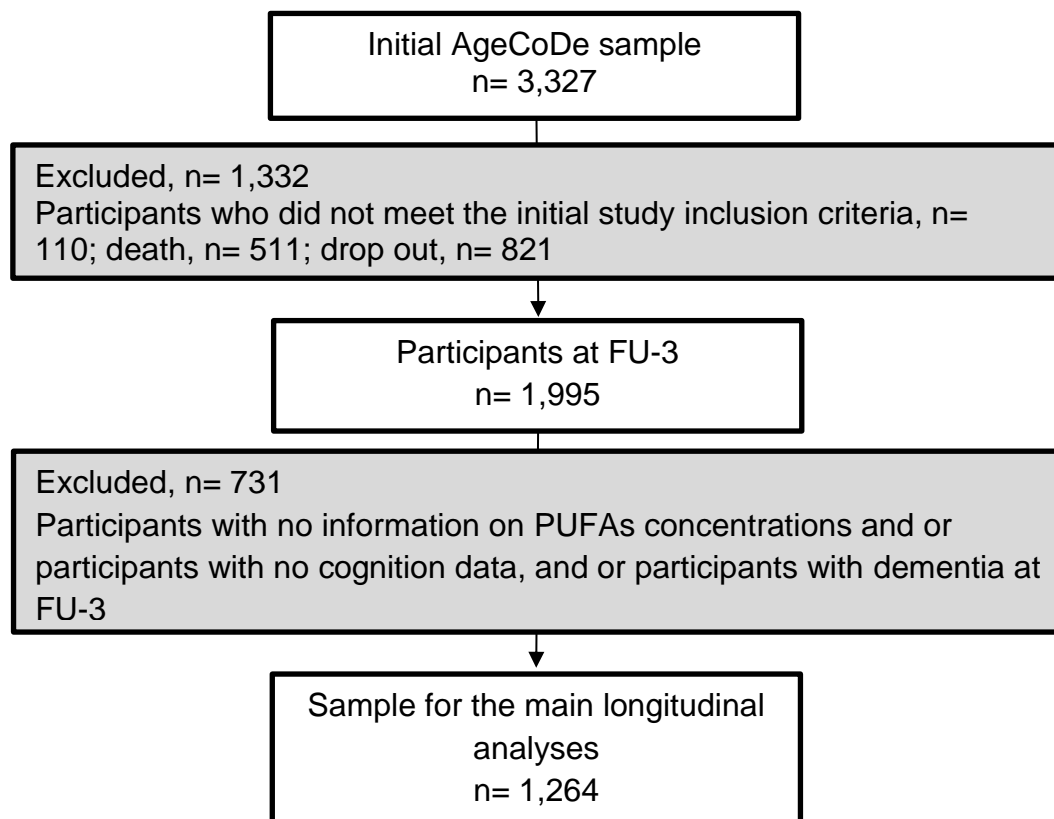 Initial AgeCoDe sample
n= 3,327
Excluded, n= 1,332
Participants who did not meet the initial study inclusion criteria, n=
110; death, n= 511; drop out, n= 821
Participants at FU-3
n= 1,995
Excluded, n= 731
Participants with no information on PUFAs concentrations and or
participants with no cognition data, and or participants with dementia at
FU-3
Sample for the main longitudinal
analyses
n= 1,264